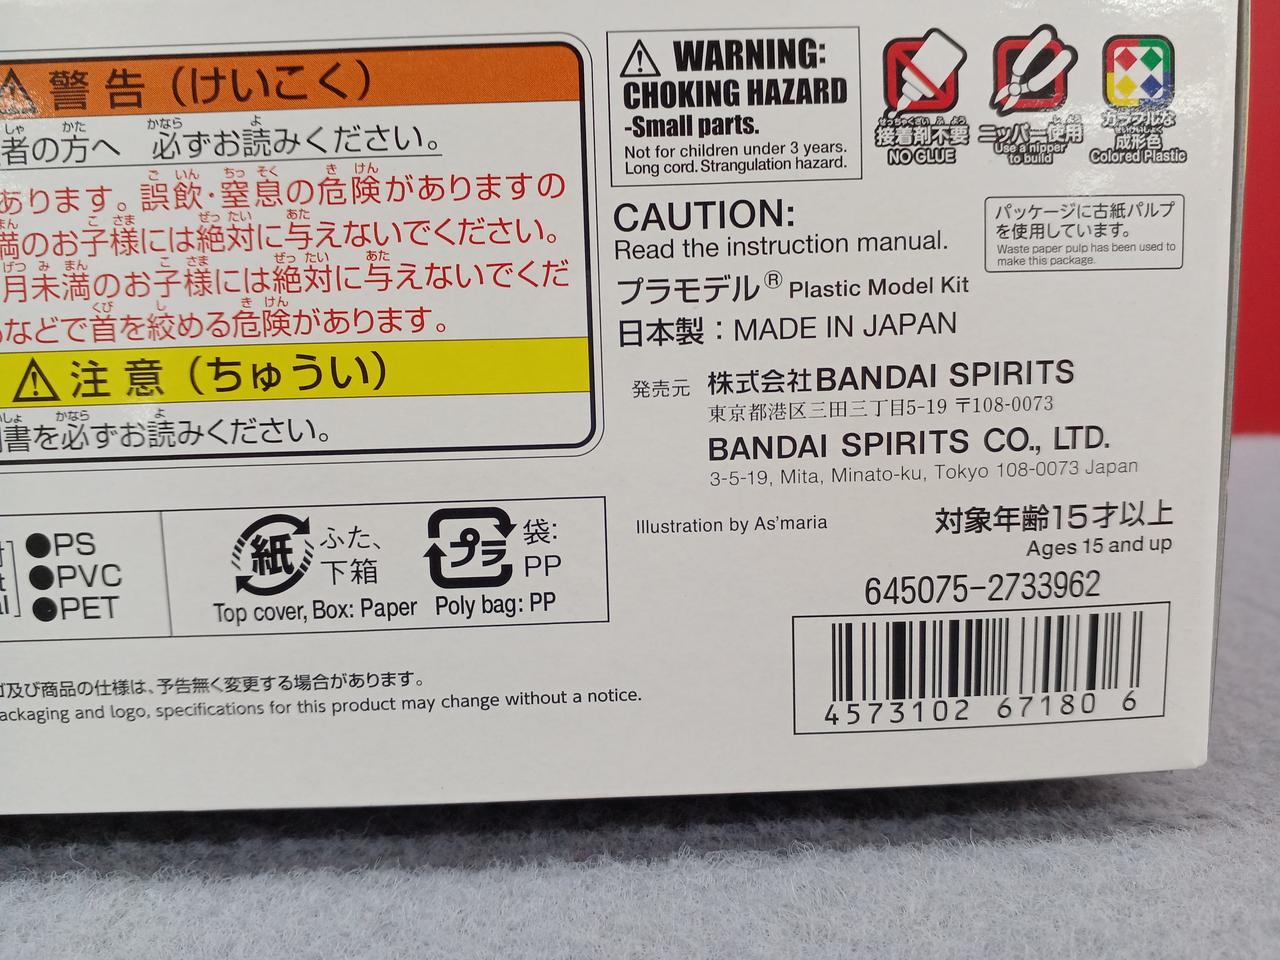 警告（けいこく）
者の方へ 必ずお読みください。
あります。誤飲・窒息の危険がありますの
満のお子様には絶対に与えないでください。
月未満のお子様には絶対に与えないでくだ
などで首を絞める危険があります。
注意（ちゅうい）
書を必ずお読みください。
●PS
●PVC
●PET
紙
ふた、
下箱
Top cover, Box: Paper
プラ
袋:
PP
Poly bag: PP
及び商品の仕様は、予告無く変更する場合があります。
ackaging and logo, specifications for this product may change without a notice.
WARNING:
CHOKING HAZARD
-Small parts.
Not for children under 3 years.
Long cord. Strangulation hazard.
接着剤不要
NO GLUE
ニッパー使用
Use a nipper
to build
カラフルな
成形色
Colored Plastic
CAUTION:
Read the instruction manual.
パッケージに古紙パルプ
を使用しています。
Waste paper pulp has been used to
make this package.
プラモデル® Plastic Model Kit
日本製：MADE IN JAPAN
発売元 株式会社BANDAI SPIRITS
東京都港区三田三丁目5-19 〒108-0073
BANDAI SPIRITS CO., LTD.
3-5-19, Mita, Minato-ku, Tokyo 108-0073 Japan
Illustration by As'maria
対象年齢15才以上
Ages 15 and up
645075-2733962
4573102 67180 6